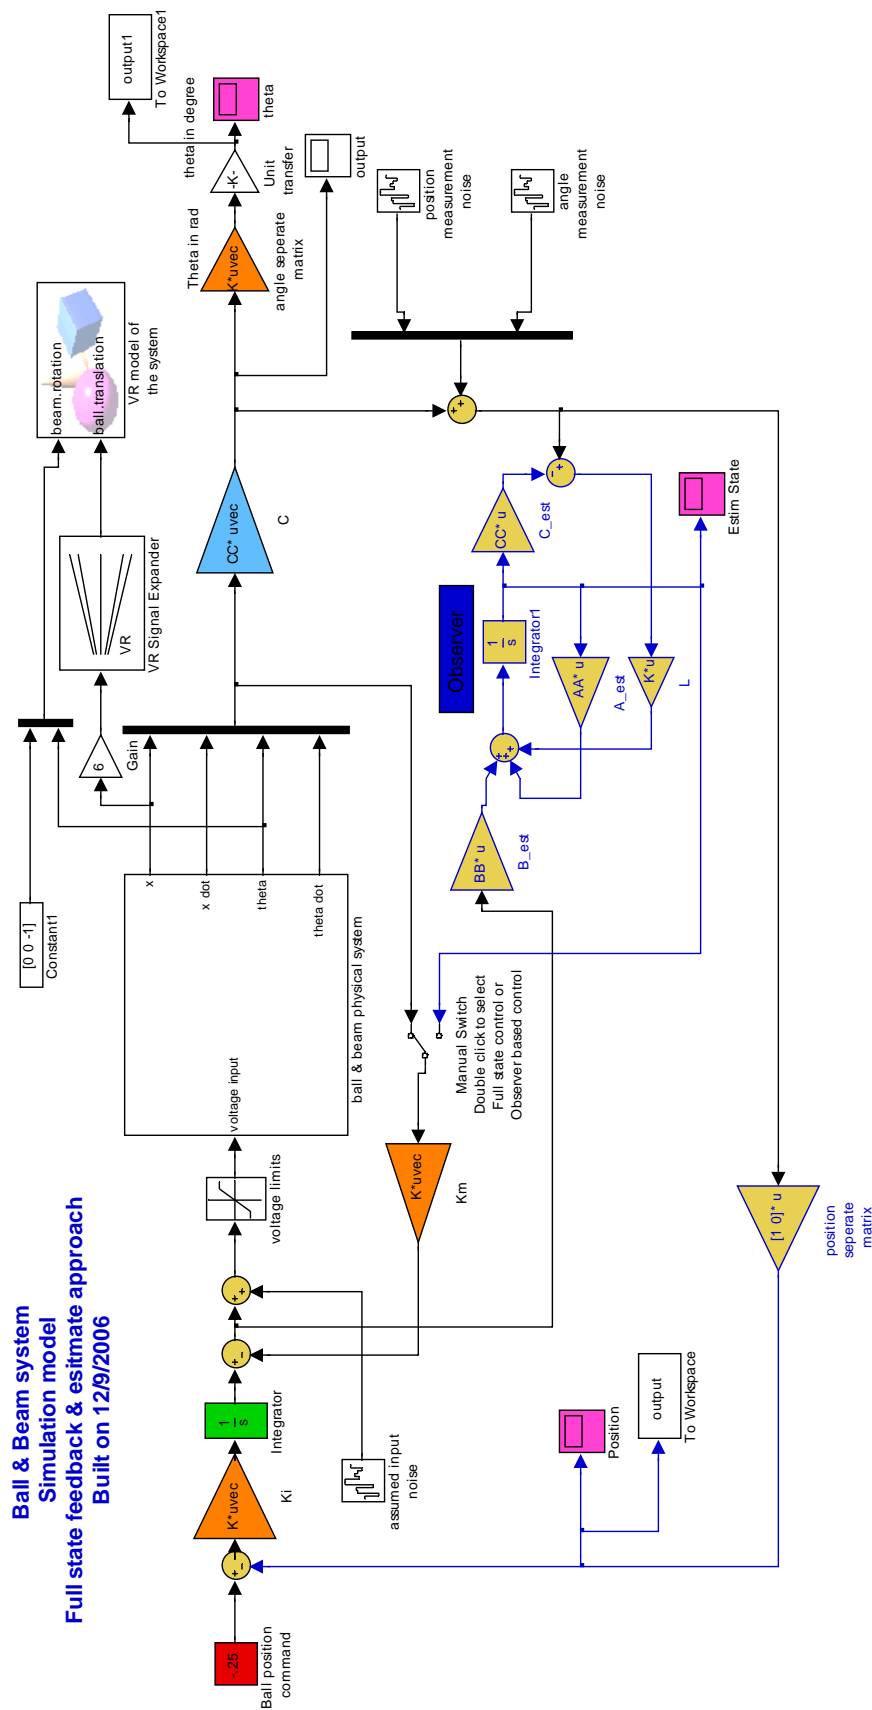 Ball & Beam system
Simulation model
Full state feedback & esitmate approach
Built on 12/9/2006
-.25
Ball position
command
+
-
K*uvec
Ki
1
s
Integrator
+
-
+
+
assumed input
noise
voltage limits
voltage input
x
x dot
theta
theta dot
ball & beam physical system
[0 0 -1]
Constant1
6
Gain
VR
VR Signal Expander
beam.rotation
ball.translation
VR model of
the system
CC* uvec
C
Theta in rad
K*uvec
angle seperate
matrix
theta in degree
-K-
Unit
transfer
theta
output1
To Workspace1
output
position
measurement
noise
angle
measurement
noise
+
+
K*uvec
Km
Manual Switch
Double click to select
Full state control or
Observer based control
Observer
BB* u
B_est
+
+
+
1
s
Integrator1
CC* u
C_est
-
+
AA* u
A_est
K*u
L
Estim State
Position
output
To Workspace
[1 0]* u
position
seperate
matrix